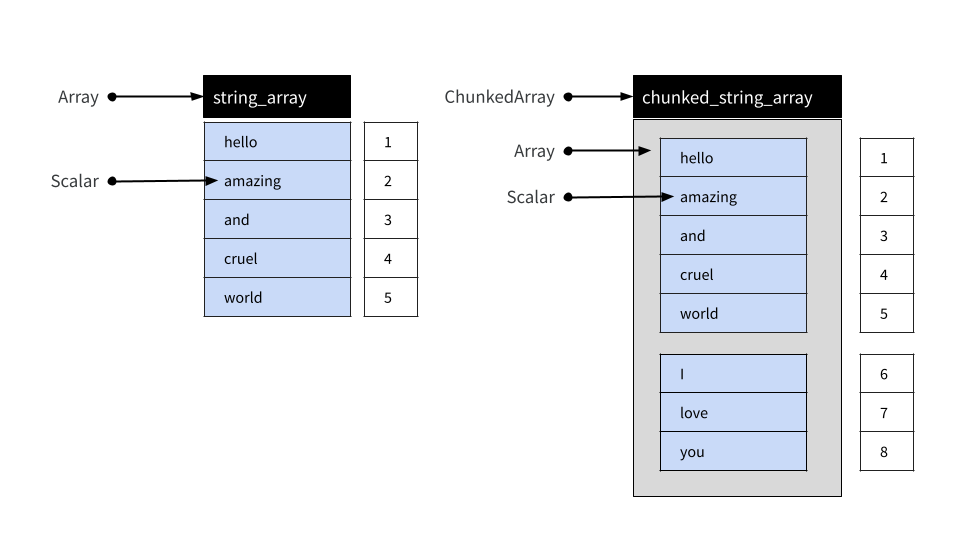 Array
string_array
hello 1
Scalar
amazing 2
and 3
cruel 4
world 5
ChunkedArray
chunked_string_array
Array
hello 1
Scalar
amazing 2
and 3
cruel 4
world 5
I 6
love 7
you 8